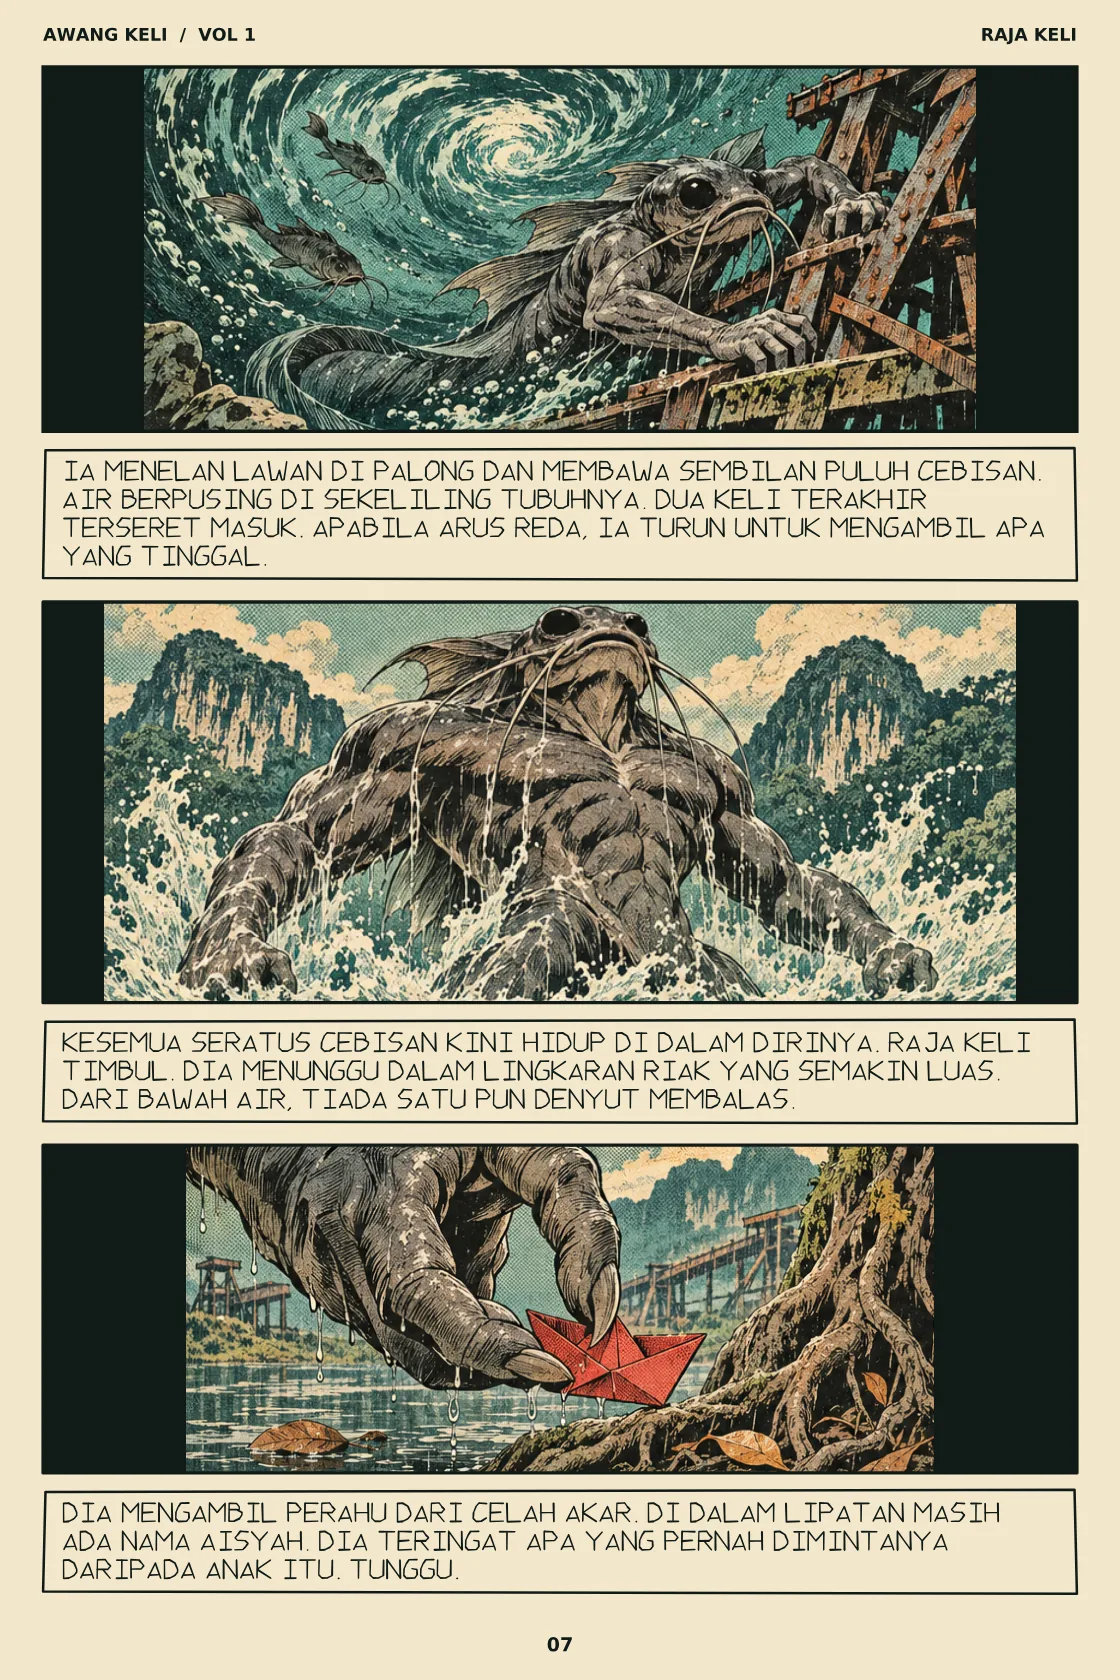 AWANG KELI / VOL 1
RAJA KELI
IA MENELAN LAWAN DI PALONG DAN MEMBAWA SEMBILAN PULUH CEBISAN.
AIR BERPUSING DI SEKELILING TUBUHNYA. DUA KELI TERAKHIR
TERSERET MASUK. APABILA ARUS REDA, IA TURUN UNTUK MENGAMBIL APA
YANG TINGGAL.
KESEMUA SERATUS CEBISAN KINI HIDUP DI DALAM DIRINYA. RAJA KELI
TIMBUL. DIA MENUNGGU DALAM LINGKARAN RIAK YANG SEMAKIN LUAS.
DARI BAWAH AIR, TIADA SATU PUN DENYUT MEMBALAS.
DIA MENGAMBIL PERAHU DARI CELAH AKAR. DI DALAM LIPATAN MASIH
ADA NAMA AISYAH. DIA TERINGAT APA YANG PERNAH DIMINTANYA
DARIPADA ANAK ITU. TUNGGU.
07